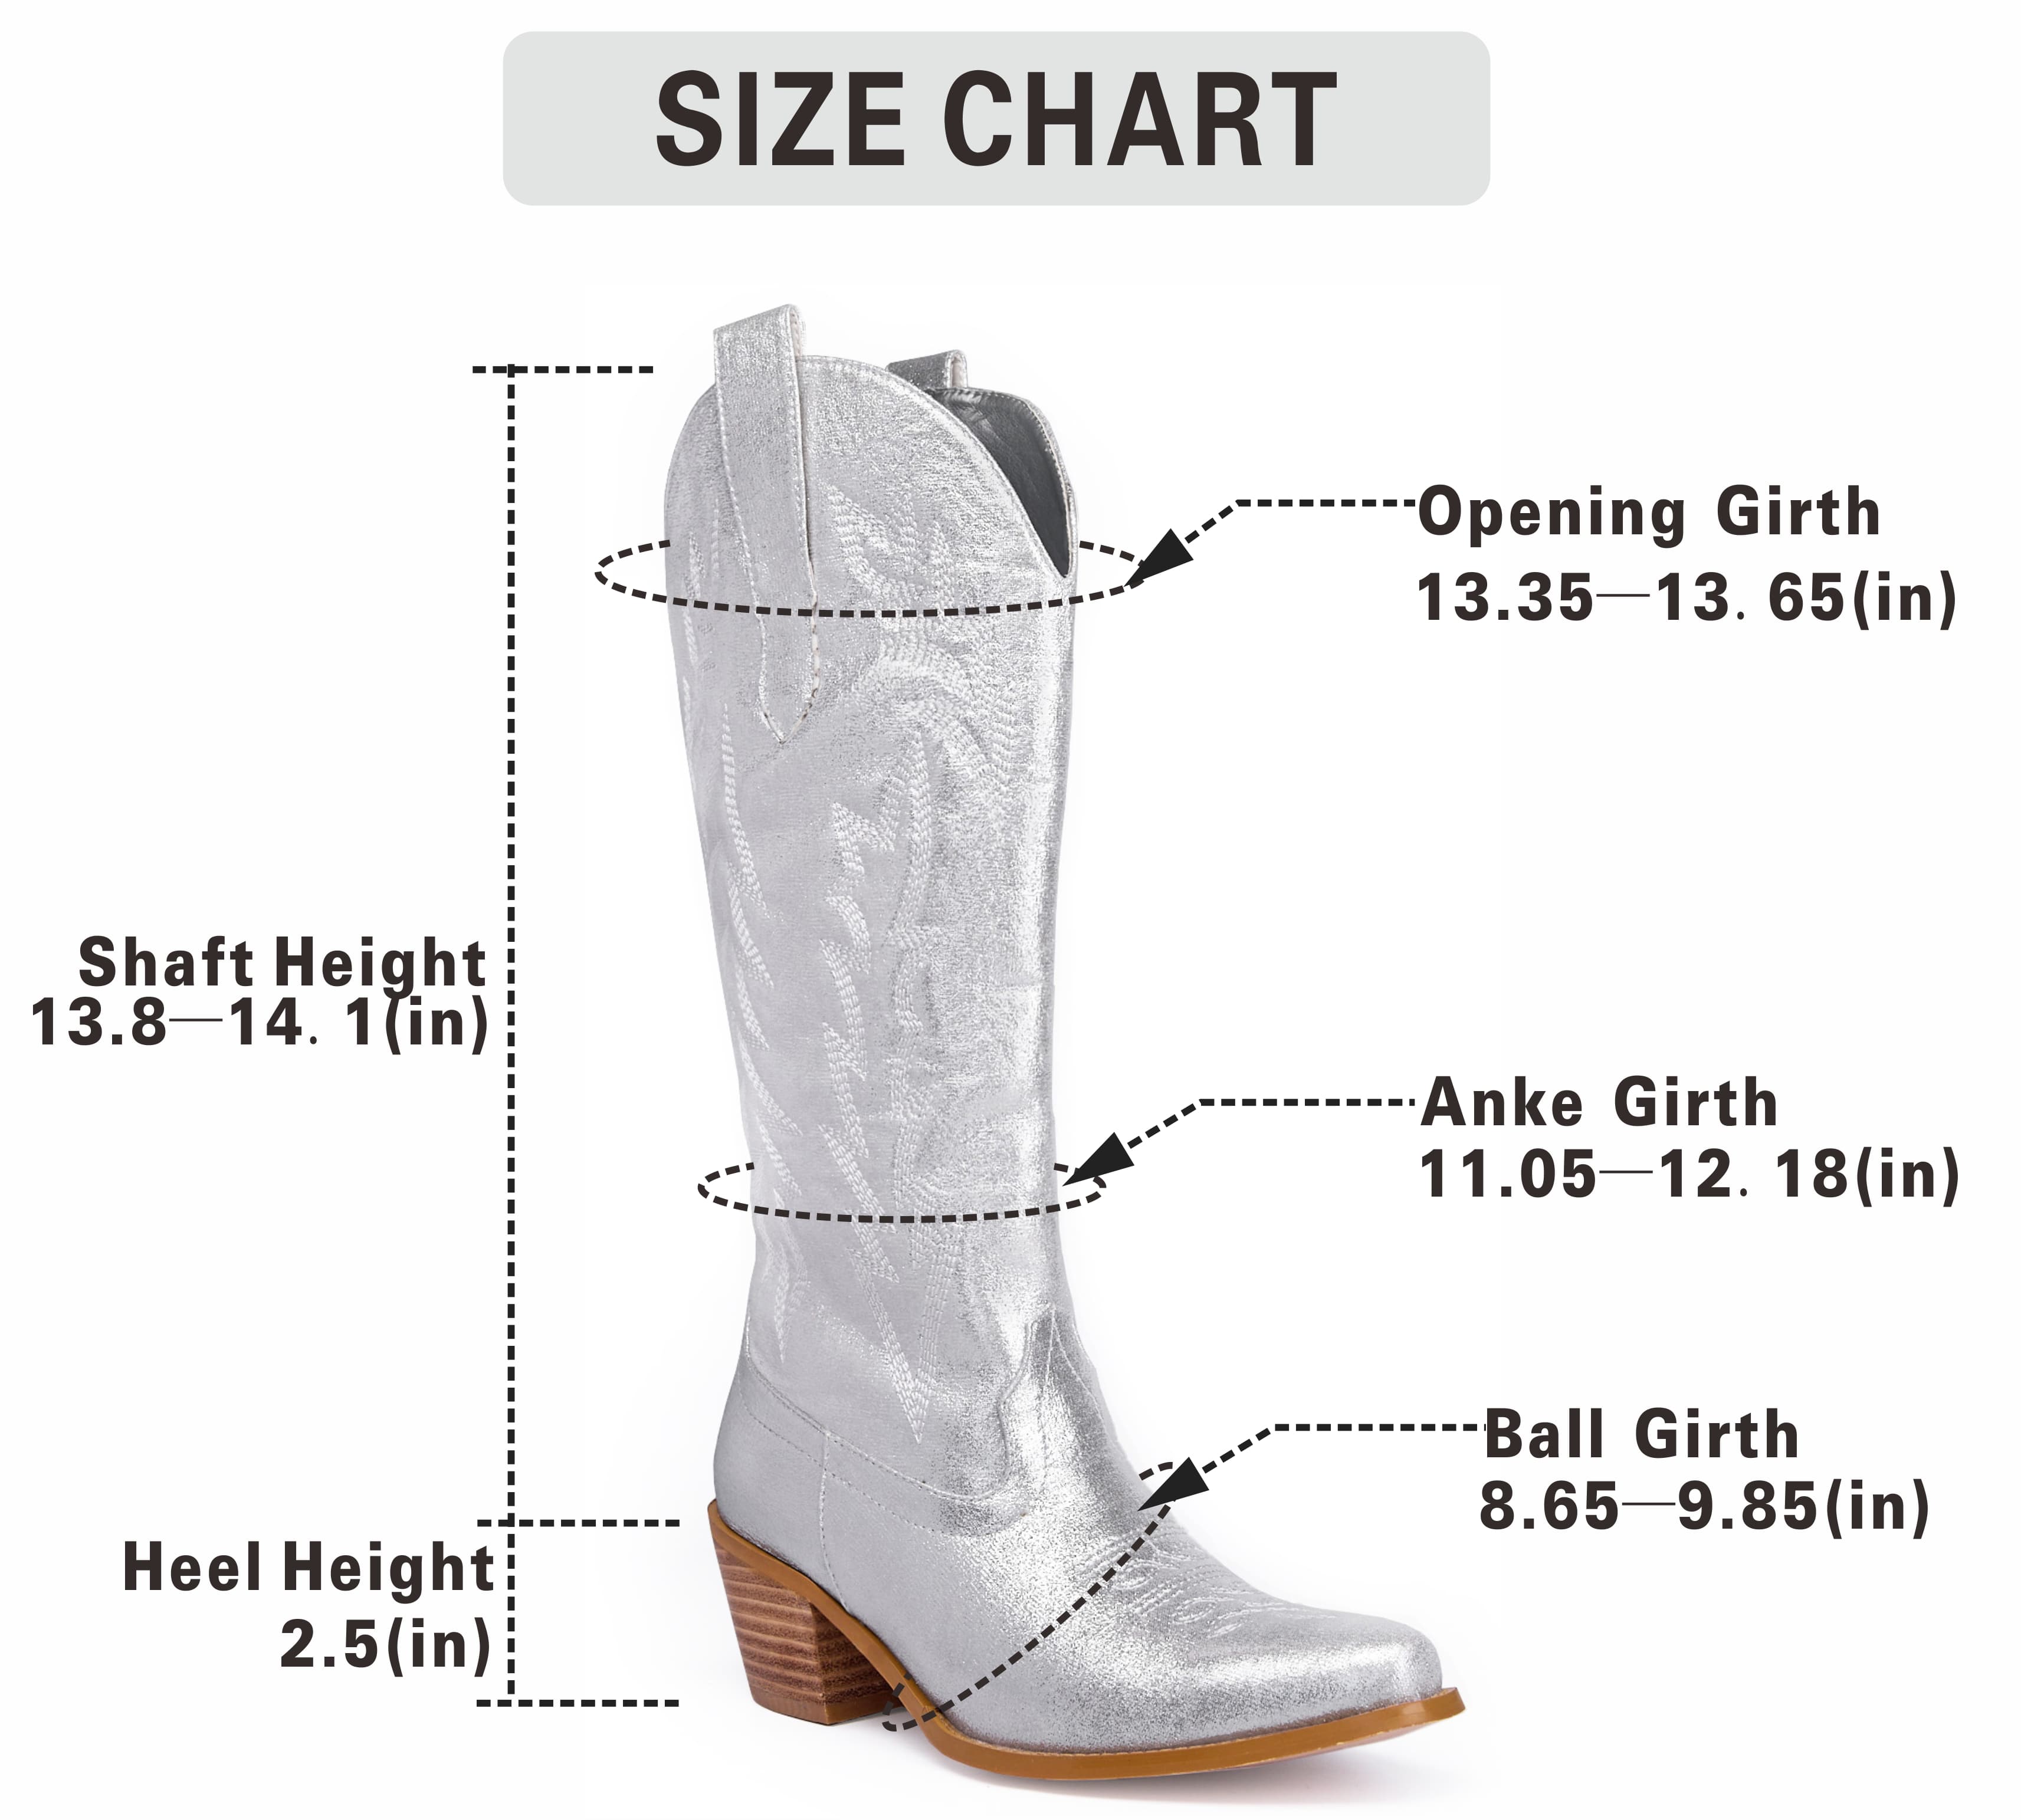 SIZE CHART
Opening Girth
13.35—13. 65(in)
Shaft Height
13.8—14. 1(in)
Anke Girth
11.05—12. 18(in)
Ball Girth
8.65—9.85(in)
Heel Height
2.5(in)